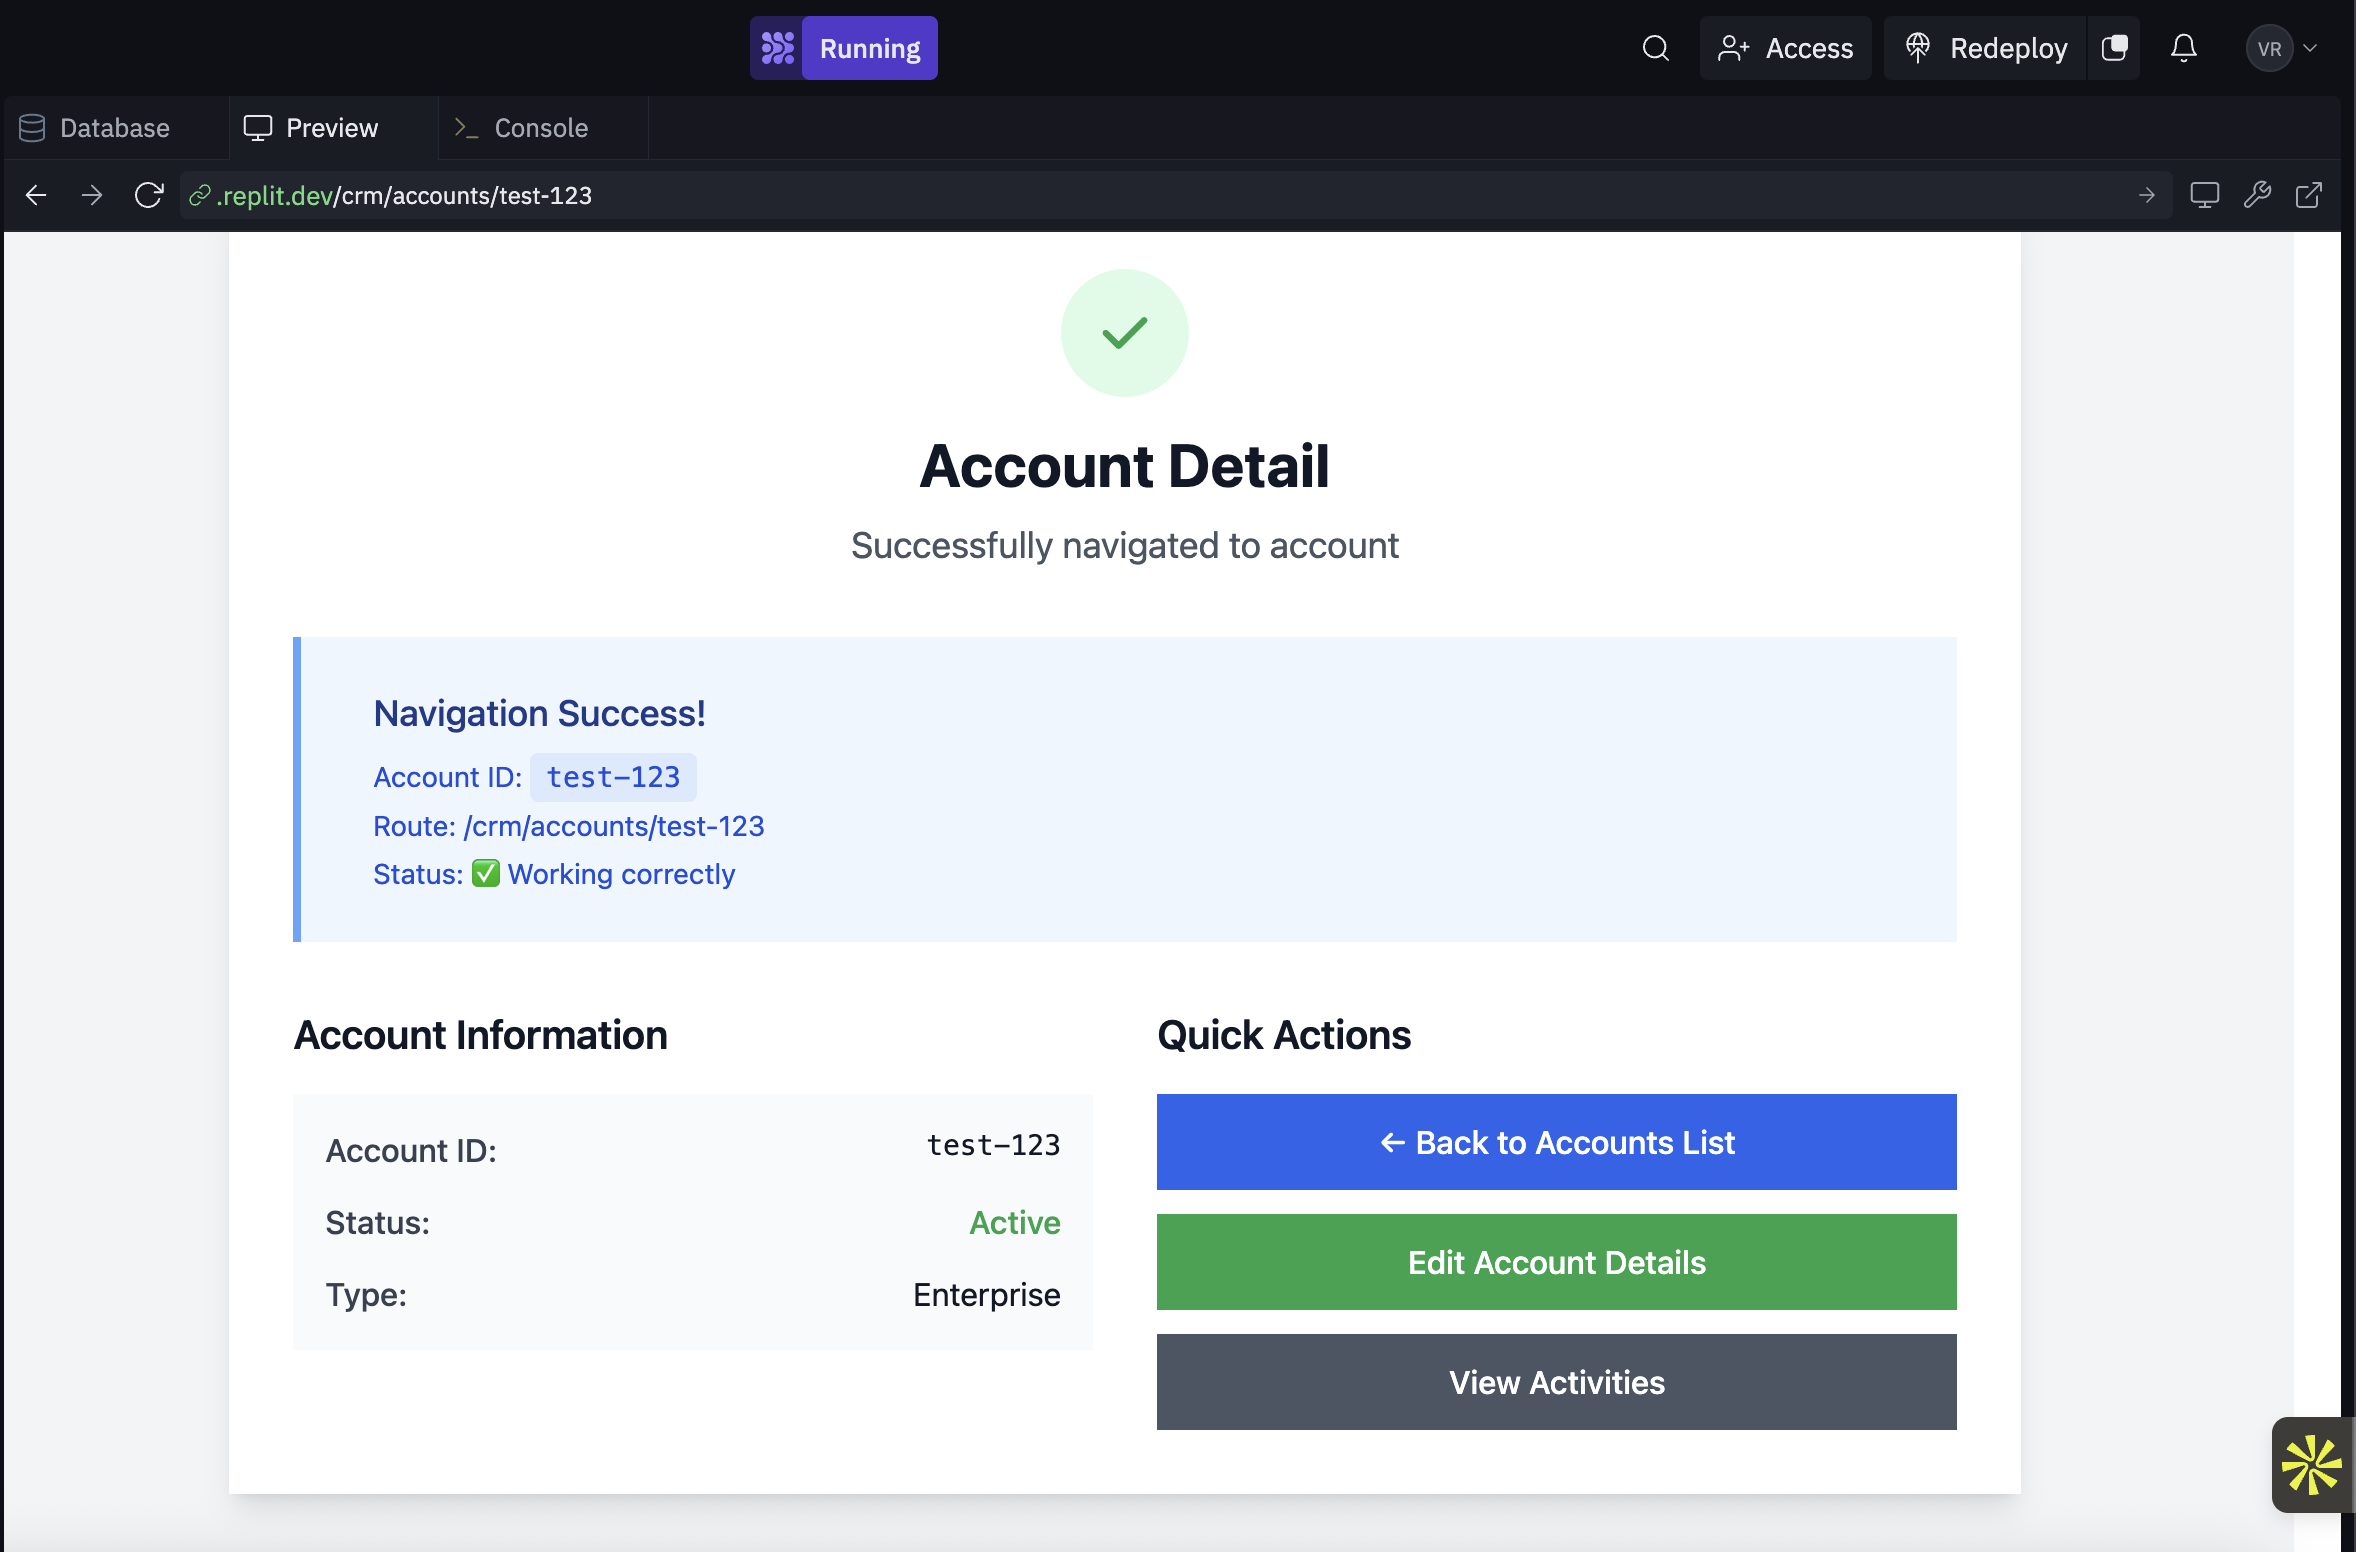 Running
Access
Redeploy
VR
Database
Preview
Console
.replit.dev/crm/accounts/test-123
Account Detail
Successfully navigated to account
Navigation Success!
Account ID: test-123
Route: /crm/accounts/test-123
Status: ✅ Working correctly
Account Information
Account ID: test-123
Status: Active
Type: Enterprise
Quick Actions
← Back to Accounts List
Edit Account Details
View Activities